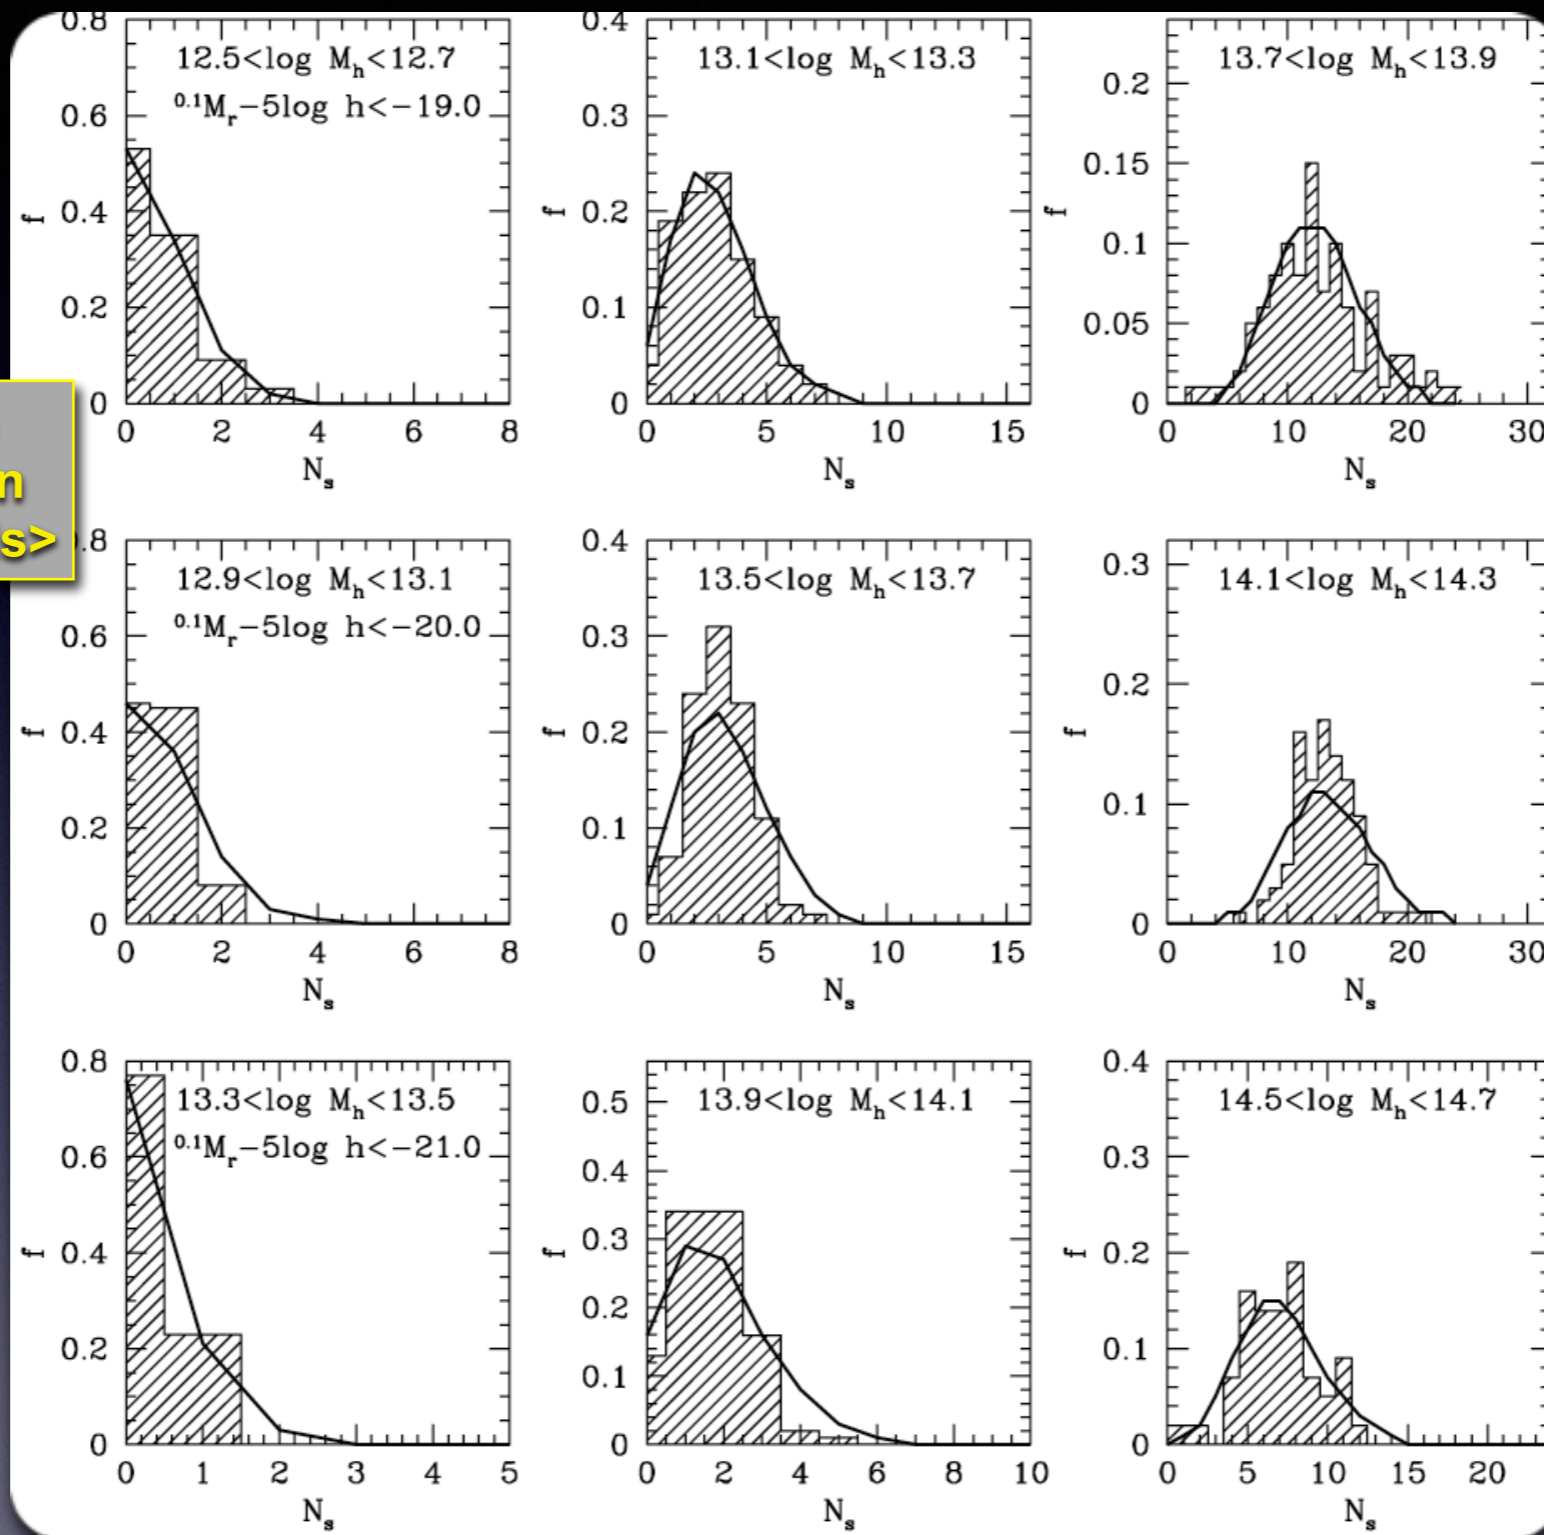 0.8
0.6
0.4
0.2
0
f
12.5<log M_h<12.7
^0.1M_r−5log h<−19.0
0 2 4 6 8
N_s
0.4
0.3
0.2
0.1
0
f
13.1<log M_h<13.3
0 5 10 15
N_s
0.2
0.15
0.1
0.05
0
f
13.7<log M_h<13.9
0 10 20 30
N_s
n
s>
.8
0.6
0.4
0.2
0
f
12.9<log M_h<13.1
^0.1M_r−5log h<−20.0
0 2 4 6 8
N_s
0.4
0.3
0.2
0.1
0
f
13.5<log M_h<13.7
0 5 10 15
N_s
0.3
0.2
0.1
0
f
14.1<log M_h<14.3
0 10 20 30
N_s
0.8
0.6
0.4
0.2
0
f
13.3<log M_h<13.5
^0.1M_r−5log h<−21.0
0 1 2 3 4 5
N_s
0.5
0.4
0.3
0.2
0.1
0
f
13.9<log M_h<14.1
0 2 4 6 8 10
N_s
0.4
0.3
0.2
0.1
0
f
14.5<log M_h<14.7
0 5 10 15 20
N_s